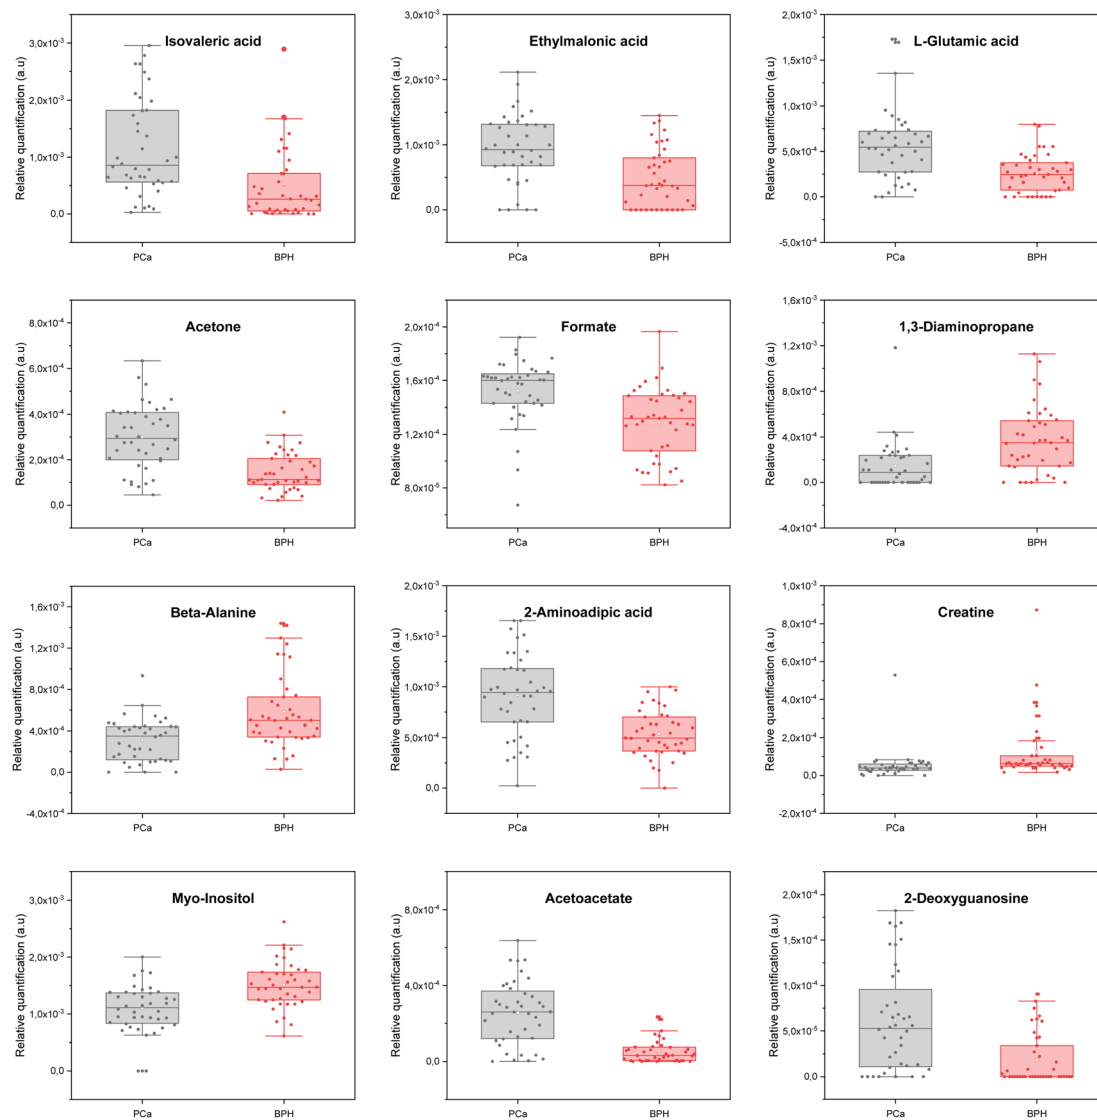 Isovaleric acid
Relative quantification (a.u)
3,0x10⁻³
2,0x10⁻³
1,0x10⁻³
0,0
PCa
BPH
Ethylmalonic acid
Relative quantification (a.u)
3,0x10⁻³
2,0x10⁻³
1,0x10⁻³
0,0
PCa
BPH
L-Glutamic acid
Relative quantification (a.u)
2,0x10⁻³
1,5x10⁻³
1,0x10⁻³
5,0x10⁻⁴
0,0
-5,0x10⁻⁴
PCa
BPH
Acetone
Relative quantification (a.u)
8,0x10⁻⁴
6,0x10⁻⁴
4,0x10⁻⁴
2,0x10⁻⁴
0,0
PCa
BPH
Formate
Relative quantification (a.u)
2,0x10⁻⁴
1,6x10⁻⁴
1,2x10⁻⁴
8,0x10⁻⁵
PCa
BPH
1,3-Diaminopropane
Relative quantification (a.u)
1,6x10⁻³
1,2x10⁻³
8,0x10⁻⁴
4,0x10⁻⁴
0,0
-4,0x10⁻⁴
PCa
BPH
Beta-Alanine
Relative quantification (a.u)
1,6x10⁻³
1,2x10⁻³
8,0x10⁻⁴
4,0x10⁻⁴
0,0
-4,0x10⁻⁴
PCa
BPH
2-Aminoadipic acid
Relative quantification (a.u)
2,0x10⁻³
1,5x10⁻³
1,0x10⁻³
5,0x10⁻⁴
0,0
PCa
BPH
Creatine
Relative quantification (a.u)
1,0x10⁻³
8,0x10⁻⁴
6,0x10⁻⁴
4,0x10⁻⁴
2,0x10⁻⁴
0,0
-2,0x10⁻⁴
PCa
BPH
Myo-Inositol
Relative quantification (a.u)
3,0x10⁻³
2,0x10⁻³
1,0x10⁻³
0,0
PCa
BPH
Acetoacetate
Relative quantification (a.u)
8,0x10⁻⁴
4,0x10⁻⁴
0,0
PCa
BPH
2-Deoxyguanosine
Relative quantification (a.u)
2,0x10⁻⁴
1,5x10⁻⁴
1,0x10⁻⁴
5,0x10⁻⁵
0,0
PCa
BPH